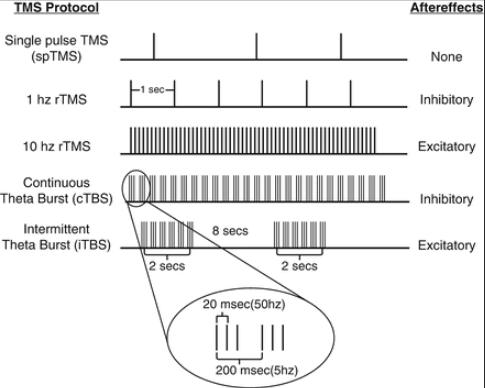 TMS Protocol
Aftereffects
Single pulse TMS
(spTMS)
None
1 sec
1 hz rTMS
Inhibitory
10 hz rTMS
Excitatory
Continuous
Theta Burst (cTBS)
Inhibitory
Intermittent
Theta Burst (iTBS)
8 secs
Excitatory
2 secs
2 secs
20 msec(50hz)
200 msec(5hz)